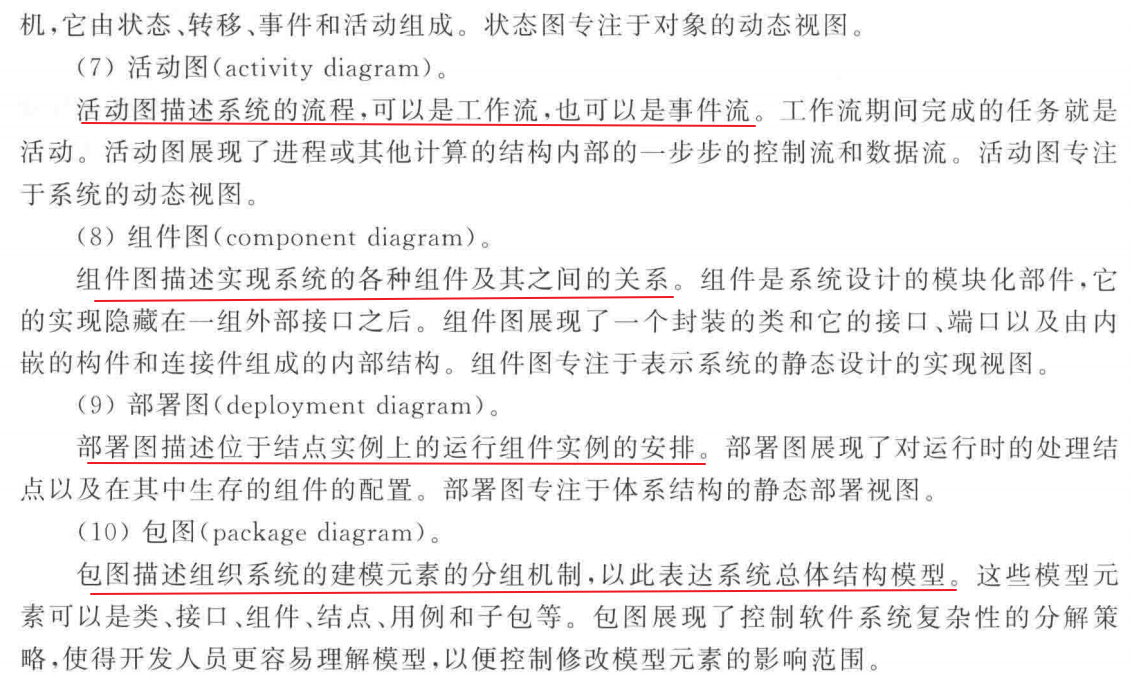 机,它由状态、转移、事件和活动组成。状态图专注于对象的动态视图。
(7) 活动图(activity diagram)。
活动图描述系统的流程,可以是工作流,也可以是事件流。工作流期间完成的任务就是
活动。活动图展现了进程或其他计算的结构内部的一步步的控制流和数据流。活动图专注
于系统的动态视图。
(8) 组件图(component diagram)。
组件图描述实现系统的各种组件及其之间的关系。组件是系统设计的模块化部件,它
的实现隐藏在一组外部接口之后。组件图展现了一个封装的类和它的接口、端口以及由内
嵌的构件和连接件组成的内部结构。组件图专注于表示系统的静态设计的实现视图。
(9) 部署图(deployment diagram)。
部署图描述位于结点实例上的运行组件实例的安排。部署图展现了对运行时的处理结
点以及在其中生存的组件的配置。部署图专注于体系结构的静态部署视图。
(10) 包图(package diagram)。
包图描述组织系统的建模元素的分组机制,以此表达系统总体结构模型。这些模型元
素可以是类、接口、组件、结点、用例和子包等。包图展现了控制软件系统复杂性的分解策
略,使得开发人员更容易理解模型,以便控制修改模型元素的影响范围。